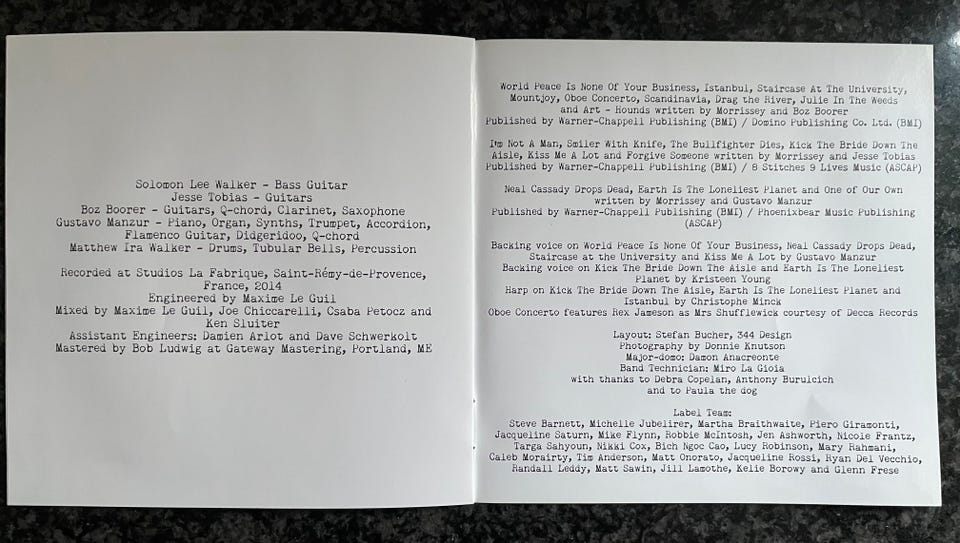 Solomon Lee Walker - Bass Guitar
Jesse Tobias - Guitars
Boz Boorer - Guitars, Q-chord, Clarinet, Saxophone
Gustavo Manzur - Piano, Organ, Synths, Trumpet, Accordion,
Flamenco Guitar, Didgeridoo, Q-chord
Matthew Ira Walker - Drums, Tubular Bells, Percussion
Recorded at Studios La Fabrique, Saint-Rémy-de-Provence,
France, 2014
Engineered by Maxime Le Guil
Mixed by Maxime Le Guil, Joe Chiccarelli, Csaba Petocz and
Ken Sluiter
Assistant Engineers: Damien Arlot and Dave Schwerkolt
Mastered by Bob Ludwig at Gateway Mastering, Portland, ME
World Peace Is None Of Your Business, Istanbul, Staircase At The University,
Mountjoy, Oboe Concerto, Scandinavia, Drag the River, Julie In The Weeds
and Art - Hounds written by Morrissey and Boz Boorer
Published by Warner-Chappell Publishing (BMI) / Domino Publishing Co. Ltd. (BMI)
I'm Not A Man, Smiler With Knife, The Bullfighter Dies, Kick The Bride Down The
Aisle, Kiss Me A Lot and Forgive Someone written by Morrissey and Jesse Tobias
Published by Warner-Chappell Publishing (BMI) / 8 Stitches 9 Lives Music (ASCAP)
Neal Cassady Drops Dead, Earth Is The Loneliest Planet and One of Our Own
written by Morrissey and Gustavo Manzur
Published by Warner-Chappell Publishing (BMI) / Phoenixbear Music Publishing
(ASCAP)
Backing voice on World Peace Is None Of Your Business, Neal Cassady Drops Dead,
Staircase at the University and Kiss Me A Lot by Gustavo Manzur
Backing voice on Kick The Bride Down The Aisle and Earth Is The Loneliest
Planet by Kristeen Young
Harp on Kick The Bride Down The Aisle, Earth Is The Loneliest Planet and
Istanbul by Christophe Minck
Oboe Concerto features Rex Jameson as Mrs Shufflewick courtesy of Decca Records
Layout: Stefan Bucher, 344 Design
Photography by Donnie Knutson
Major-domo: Damon Anacreonte
Band Technician: Miro La Gioia
with thanks to Debra Copelan, Anthony Burulcich
and to Paula the dog
Label Team:
Steve Barnett, Michelle Jubelirer, Martha Braithwaite, Piero Giramonti,
Jacqueline Saturn, Mike Flynn, Robbie McIntosh, Jen Ashworth, Nicole Frantz,
Targa Sahyoun, Nikki Cox, Bich Ngoc Cao, Lucy Robinson, Mary Rahmani,
Caleb Morairty, Tim Anderson, Matt Onorato, Jacqueline Rossi, Ryan Del Vecchio,
Randall Leddy, Matt Sawin, Jill Lamothe, Kelie Borowy and Glenn Frese